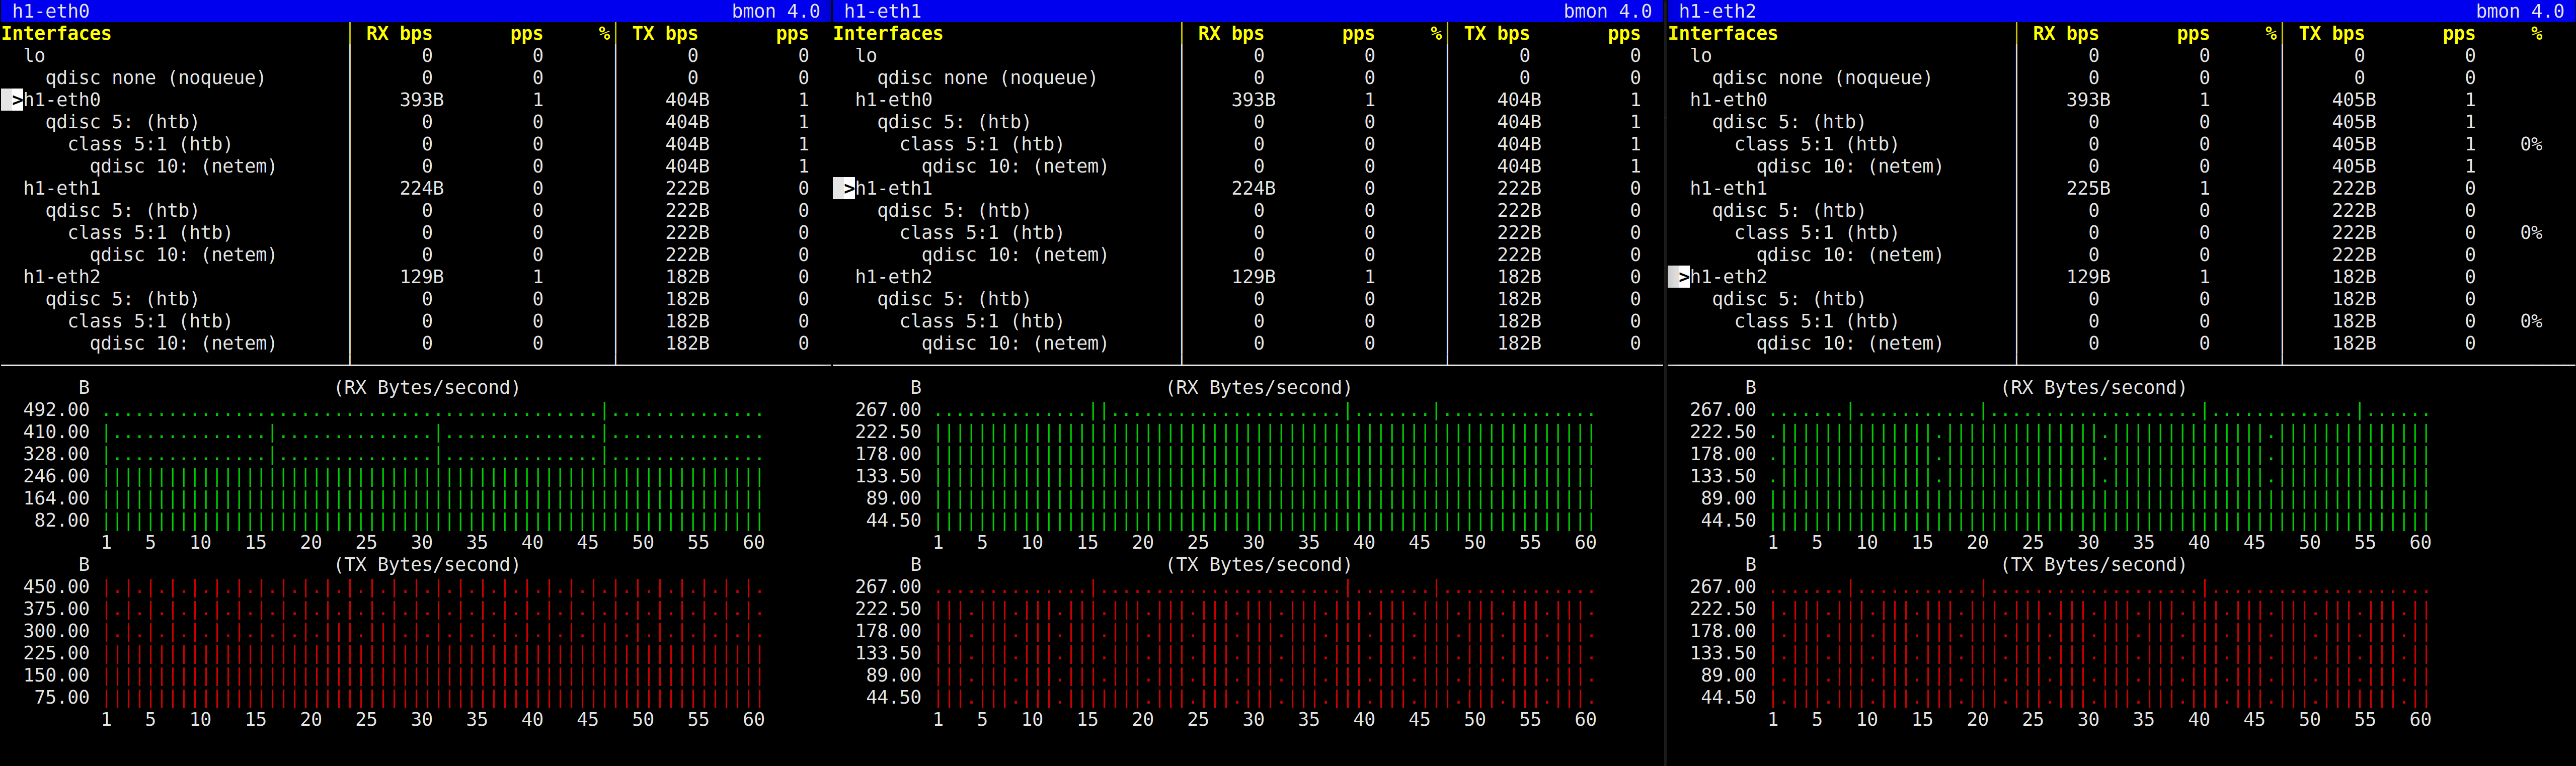 h1-eth0 bmon 4.0
Interfaces RX bps pps % TX bps pps
lo 0 0 0 0
qdisc none (noqueue) 0 0 0 0
>h1-eth0 393B 1 404B 1
qdisc 5: (htb) 0 0 404B 1
class 5:1 (htb) 0 0 404B 1
qdisc 10: (netem) 0 0 404B 1
h1-eth1 224B 0 222B 0
qdisc 5: (htb) 0 0 222B 0
class 5:1 (htb) 0 0 222B 0
qdisc 10: (netem) 0 0 222B 0
h1-eth2 129B 1 182B 0
qdisc 5: (htb) 0 0 182B 0
class 5:1 (htb) 0 0 182B 0
qdisc 10: (netem) 0 0 182B 0
B (RX Bytes/second)
492.00
410.00
328.00
246.00
164.00
82.00
1 5 10 15 20 25 30 35 40 45 50 55 60
B (TX Bytes/second)
450.00
375.00
300.00
225.00
150.00
75.00
1 5 10 15 20 25 30 35 40 45 50 55 60
h1-eth1 bmon 4.0
Interfaces RX bps pps % TX bps pps
lo 0 0 0 0
qdisc none (noqueue) 0 0 0 0
h1-eth0 393B 1 404B 1
qdisc 5: (htb) 0 0 404B 1
class 5:1 (htb) 0 0 404B 1
qdisc 10: (netem) 0 0 404B 1
>h1-eth1 224B 0 222B 0
qdisc 5: (htb) 0 0 222B 0
class 5:1 (htb) 0 0 222B 0
qdisc 10: (netem) 0 0 222B 0
h1-eth2 129B 1 182B 0
qdisc 5: (htb) 0 0 182B 0
class 5:1 (htb) 0 0 182B 0
qdisc 10: (netem) 0 0 182B 0
B (RX Bytes/second)
267.00
222.50
178.00
133.50
89.00
44.50
1 5 10 15 20 25 30 35 40 45 50 55 60
B (TX Bytes/second)
267.00
222.50
178.00
133.50
89.00
44.50
1 5 10 15 20 25 30 35 40 45 50 55 60
h1-eth2 bmon 4.0
Interfaces RX bps pps % TX bps pps %
lo 0 0 0 0
qdisc none (noqueue) 0 0 0 0
h1-eth0 393B 1 405B 1
qdisc 5: (htb) 0 0 405B 1
class 5:1 (htb) 0 0 405B 1 0%
qdisc 10: (netem) 0 0 405B 1
h1-eth1 225B 1 222B 0
qdisc 5: (htb) 0 0 222B 0
class 5:1 (htb) 0 0 222B 0 0%
qdisc 10: (netem) 0 0 222B 0
>h1-eth2 129B 1 182B 0
qdisc 5: (htb) 0 0 182B 0
class 5:1 (htb) 0 0 182B 0 0%
qdisc 10: (netem) 0 0 182B 0
B (RX Bytes/second)
267.00
222.50
178.00
133.50
89.00
44.50
1 5 10 15 20 25 30 35 40 45 50 55 60
B (TX Bytes/second)
267.00
222.50
178.00
133.50
89.00
44.50
1 5 10 15 20 25 30 35 40 45 50 55 60